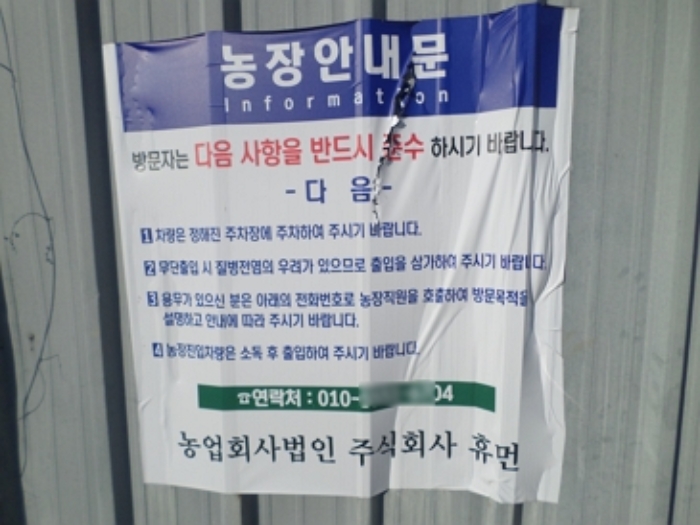 농장안내문
Information
방문자는 다음 사항을 반드시 준수 하시기 바랍니다.
- 다 음 -
1 차량은 정해진 주차장에 주차하여 주시기 바랍니다.
2 무단출입 시 질병전염의 우려가 있으므로 출입을 삼가하여 주시기 바랍니다.
3 용무가 있으신 분은 아래의 전화번호로 농장직원을 호출하여 방문목적을
설명하고 안내에 따라 주시기 바랍니다.
4 농장진입차량은 소독 후 출입하여 주시기 바랍니다.
☎연락처 : 010- 04
농업회사법인 주식회사 휴먼